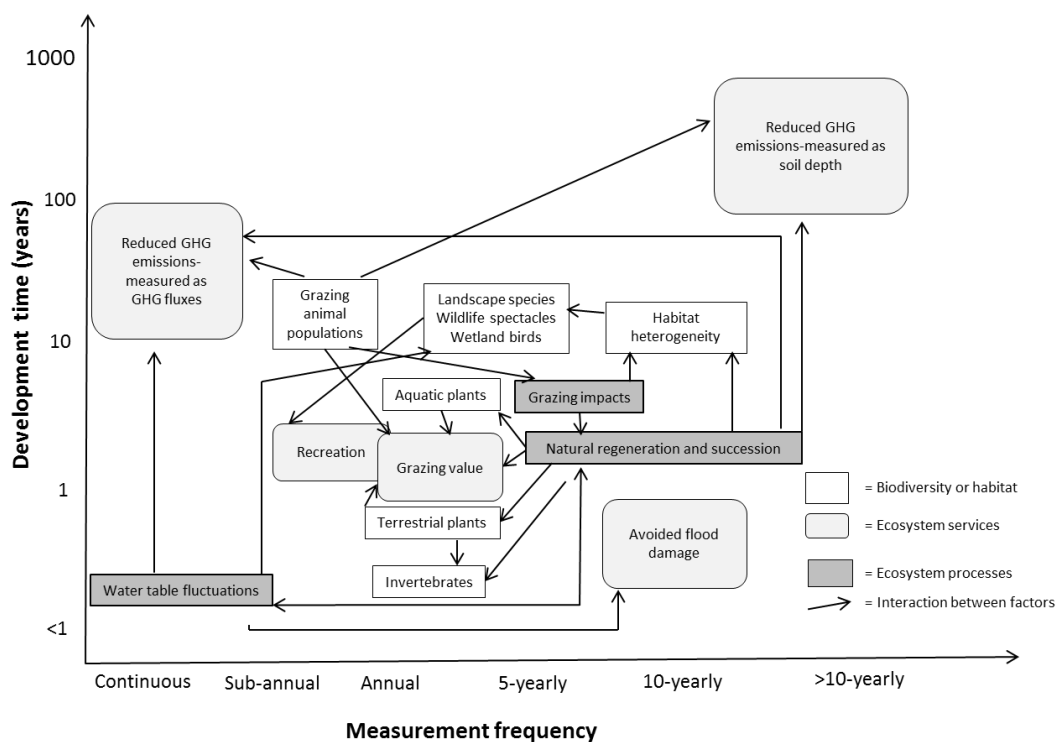 Development time (years)
1000
100
10
1
<1
Reduced GHG
emissions-measured as
soil depth
Reduced GHG
emissions-
measured as
GHG fluxes
Grazing
animal
populations
Landscape species
Wildlife spectacles
Wetland birds
Habitat
heterogeneity
Aquatic plants
Grazing impacts
Recreation
Grazing value
Natural regeneration and succession
Terrestrial plants
Invertebrates
Avoided flood
damage
Water table fluctuations
= Biodiversity or habitat
= Ecosystem services
= Ecosystem processes
= Interaction between factors
Continuous
Sub-annual
Annual
5-yearly
10-yearly
>10-yearly
Measurement frequency